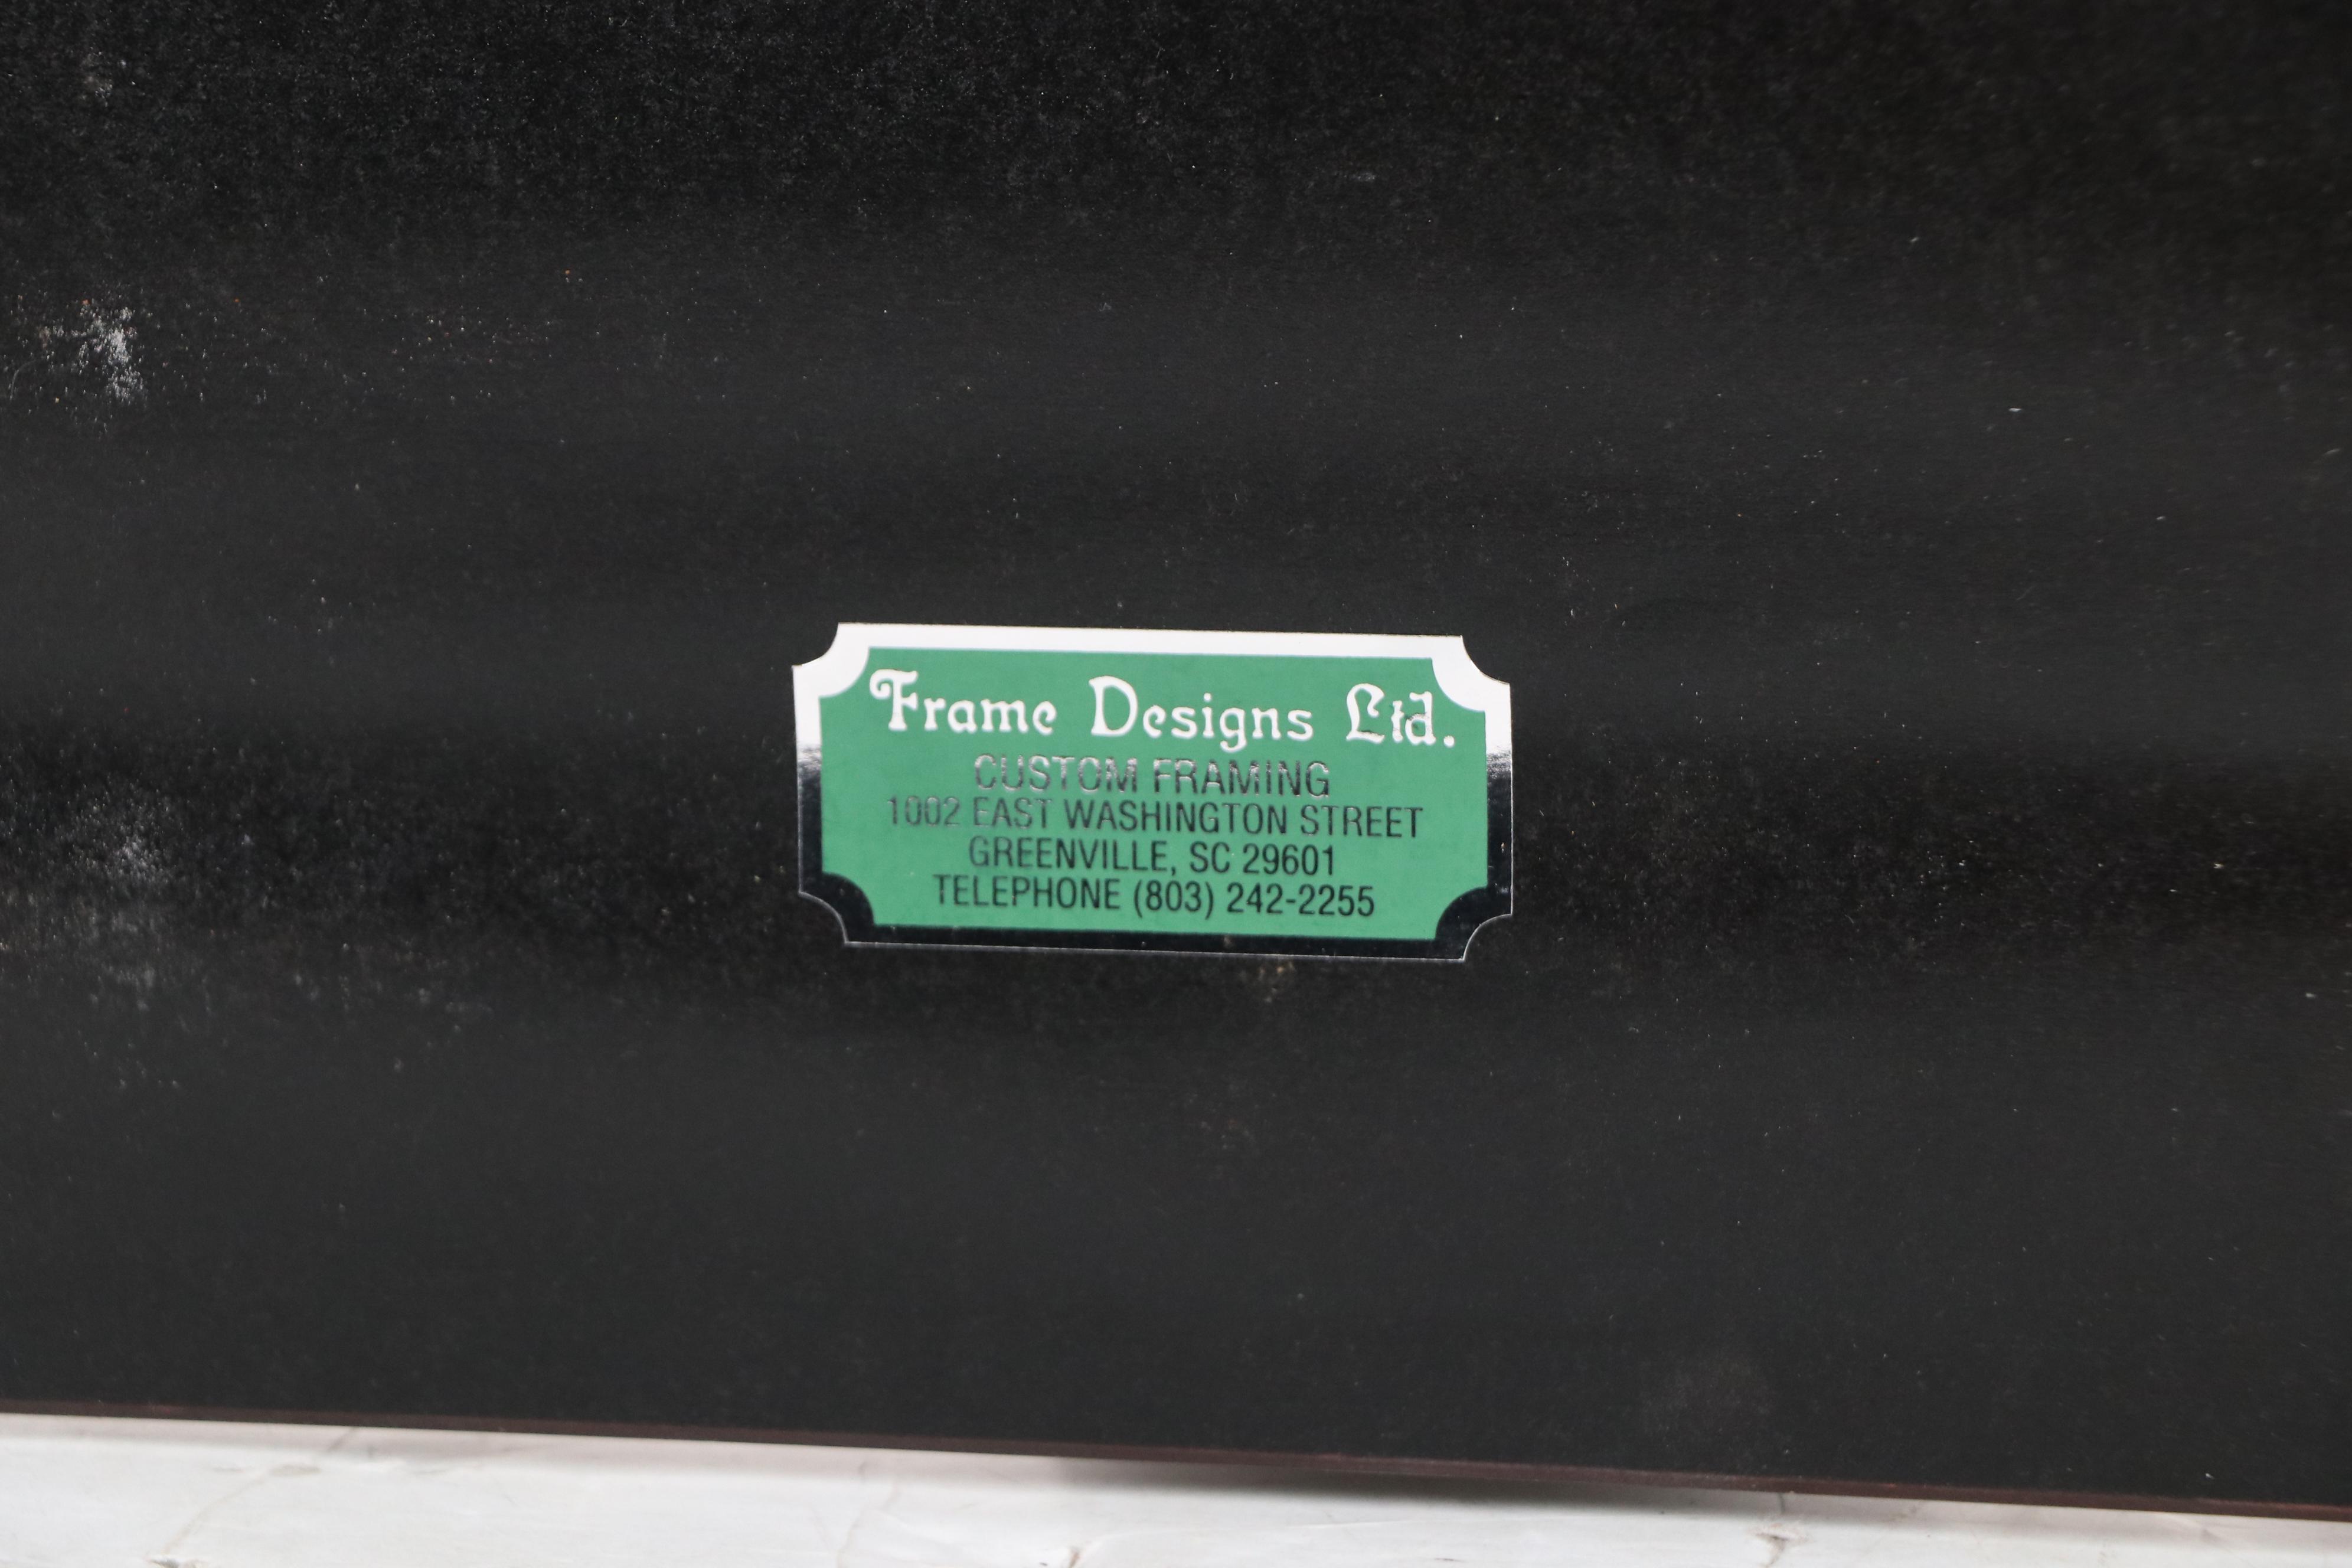 Frame Designs Ltd.
CUSTOM FRAMING
1002 EAST WASHINGTON STREET
GREENVILLE, SC 29601
TELEPHONE (803) 242-2255